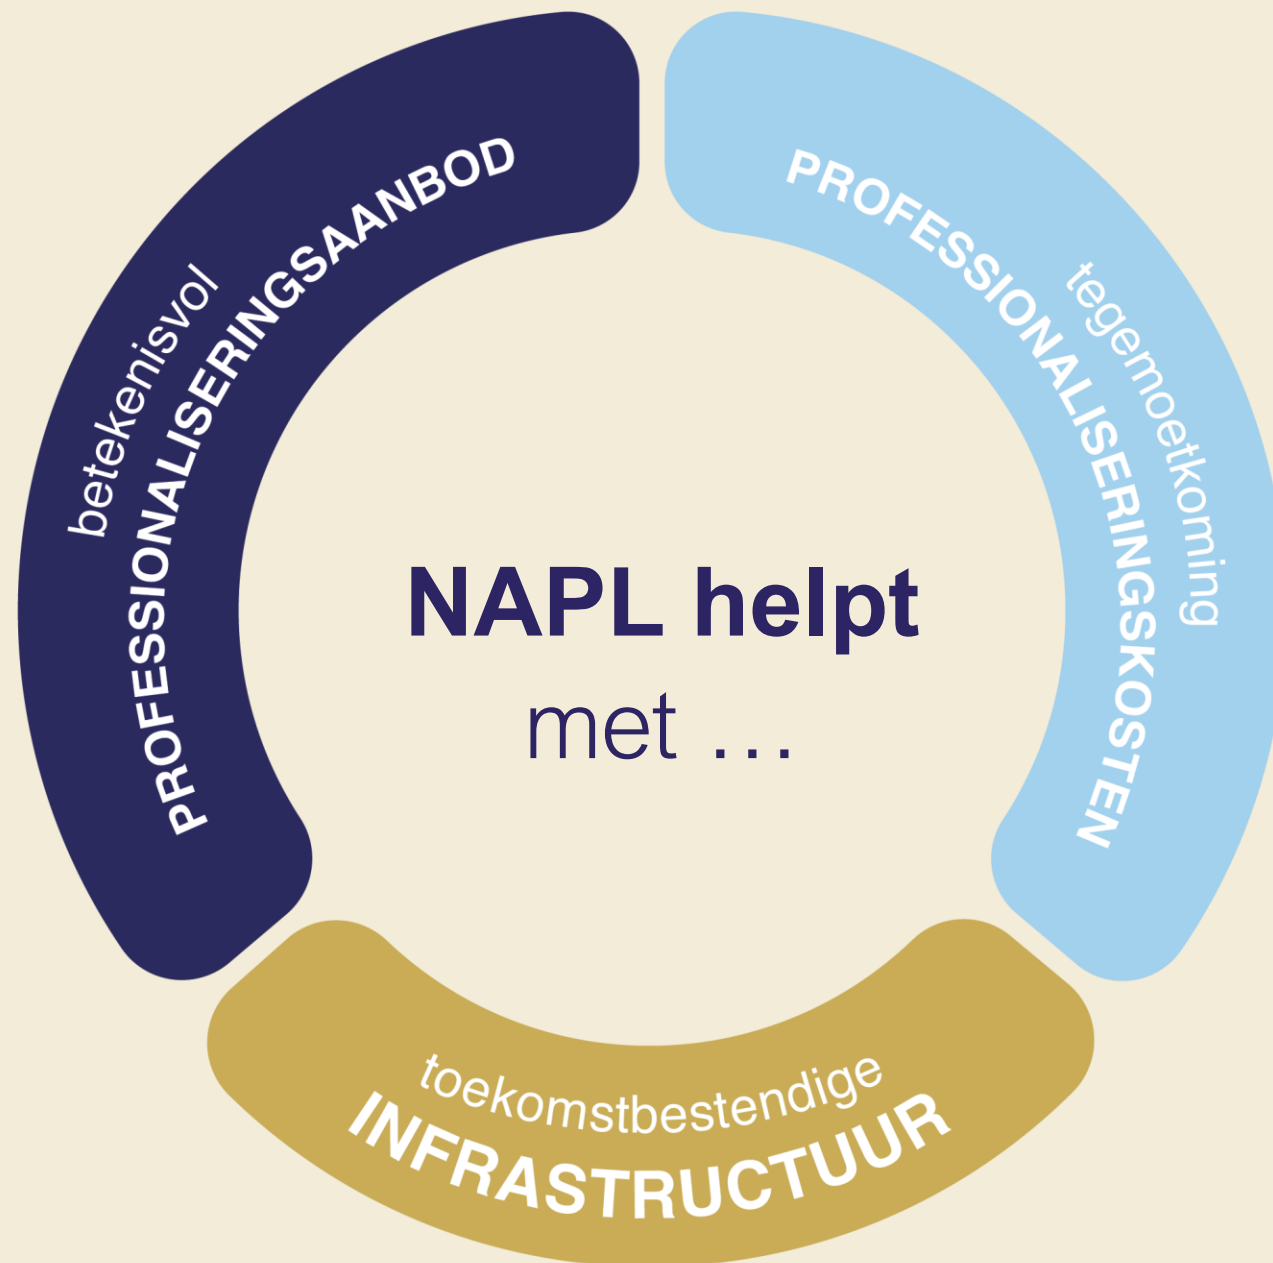 betekenisvol
PROFESSIONALISERINGSAANBOD
tegemoetkoming
PROFESSIONALISERINGSKOSTEN
NAPL helpt
met ...
toekomstbestendige
INFRASTRUCTUUR